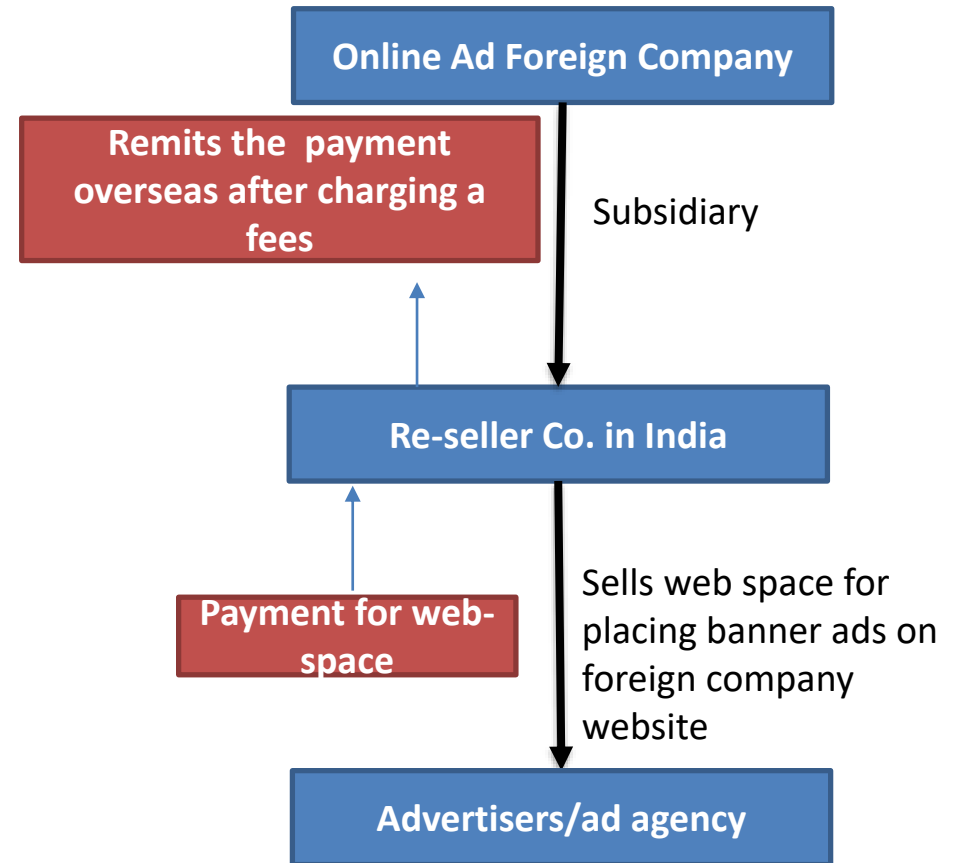 Online Ad Foreign Company
Remits the payment
overseas after charging a
fees
Subsidiary
Re-seller Co. in India
Payment for web-
space
Sells web space for
placing banner ads on
foreign company
website
Advertisers/ad agency